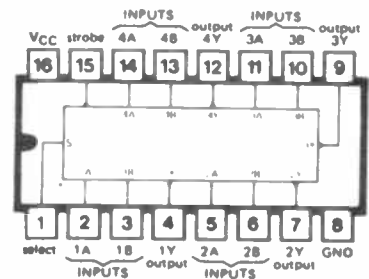 INPUTS INPUTS
4A 4B output 3A 3B output
VCC strobe 4Y 3Y
16 15 14 13 12 11 10 9
S
1 2 3 4 5 6 7 8
select 1A 1B 1Y output 2A 2B 2Y output GND
INPUTS INPUTS